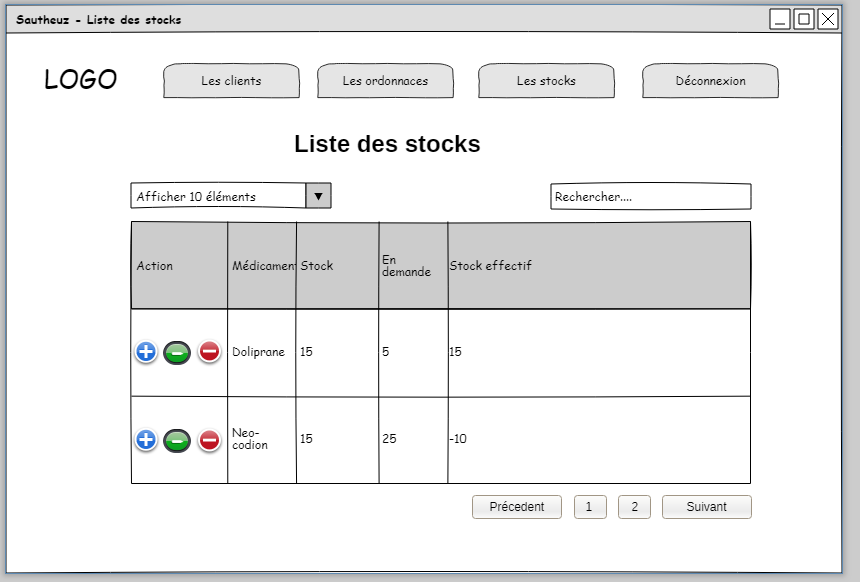 Sautheuz - Liste des stocks
LOGO
Les clients
Les ordonnaces
Les stocks
Déconnexion
Liste des stocks
Afficher 10 éléments
Rechercher....
Action
Médicament
Stock
En
demande
Stock effectif
Doliprane
15
5
15
Neo-
codion
15
25
-10
Précedent
1
2
Suivant